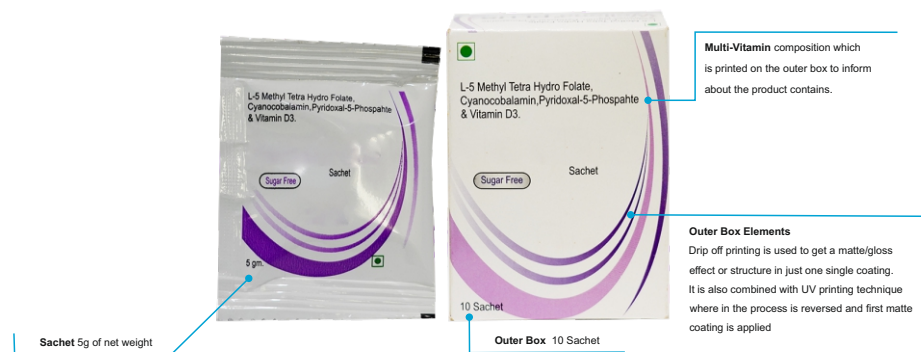 L-5 Methyl Tetra Hydro Folate,
Cyanocobalamin,Pyridoxal-5-Phospahte
& Vitamin D3.
Sugar Free
Sachet
5 gm.
L-5 Methyl Tetra Hydro Folate,
Cyanocobalamin,Pyridoxal-5-Phospahte
& Vitamin D3.
Sugar Free
Sachet
10 Sachet
Multi-Vitamin composition which
is printed on the outer box to inform
about the product contains.
Outer Box Elements
Drip off printing is used to get a matte/gloss
effect or structure in just one single coating.
It is also combined with UV printing technique
where in the process is reversed and first matte
coating is applied
Sachet 5g of net weight
Outer Box 10 Sachet